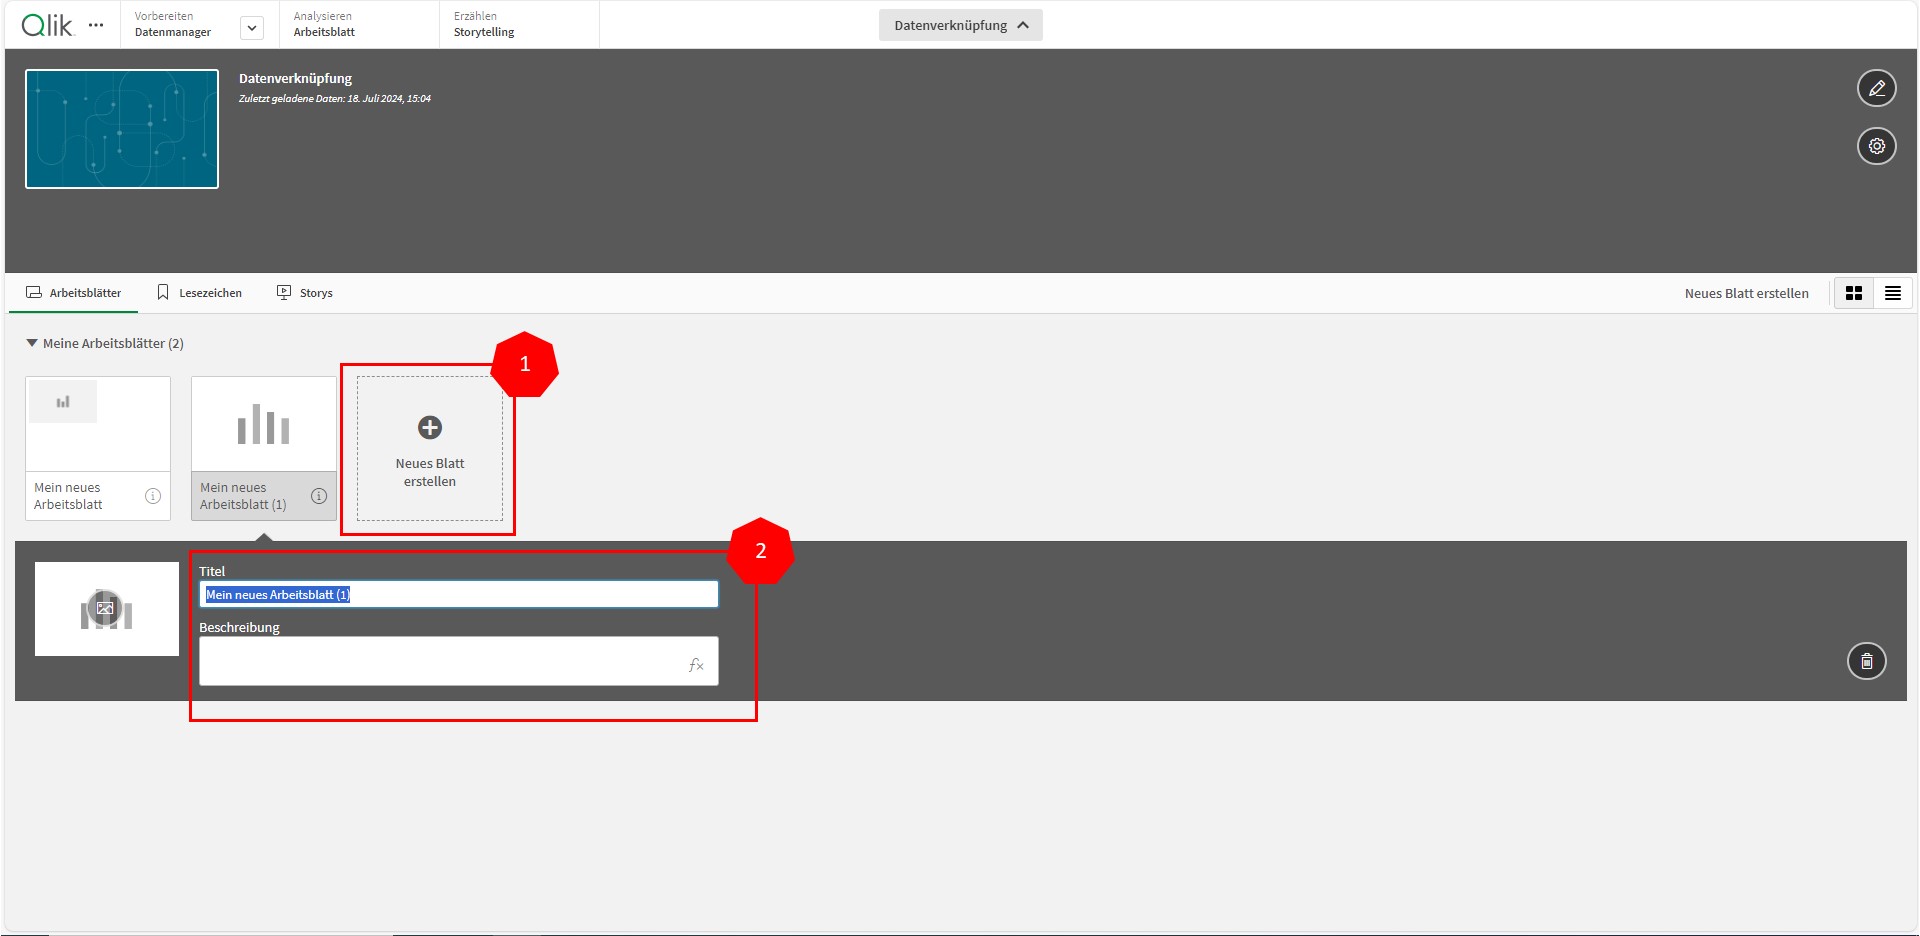 Qlik
Vorbereiten
Datenmanager
Analysieren
Arbeitsblatt
Erzählen
Storytelling
Datenverknüpfung
Datenverknüpfung
Zuletzt geladene Daten: 18. Juli 2024, 15:04
Arbeitsblätter
Lesezeichen
Storys
Neues Blatt erstellen
Meine Arbeitsblätter (2)
1
Mein neues
Arbeitsblatt
Mein neues
Arbeitsblatt (1)
Neues Blatt
erstellen
2
Titel
Mein neues Arbeitsblatt (1)
Beschreibung
fx